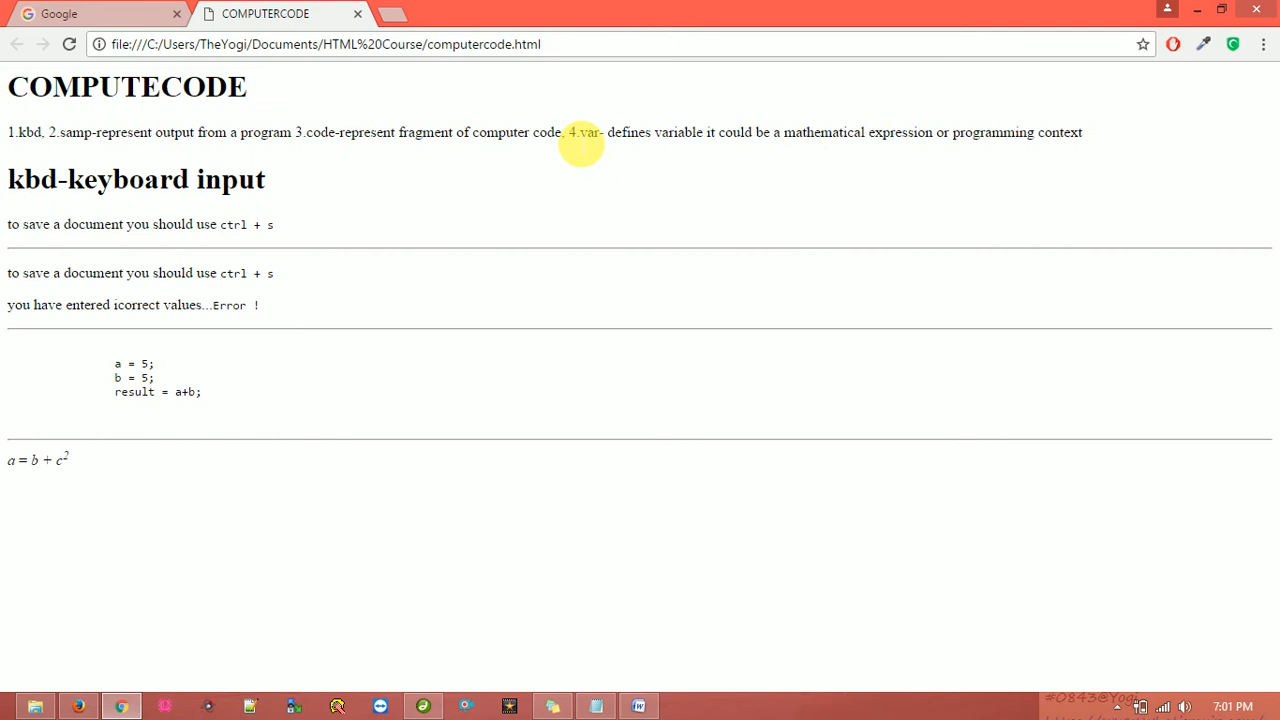 Google
COMPUTERCODE
file:///C:/Users/TheYogi/Documents/HTML%20Course/computercode.html
COMPUTECODE
1.kbd, 2.samp-represent output from a program 3.code-represent fragment of computer code, 4.var- defines variable it could be a mathematical expression or programming context
kbd-keyboard input
to save a document you should use ctrl + s
to save a document you should use ctrl + s
you have entered icorrect values...Error !
a = 5;
b = 5;
result = a+b;
a = b + c²
#0843@Yogi
7:01 PM